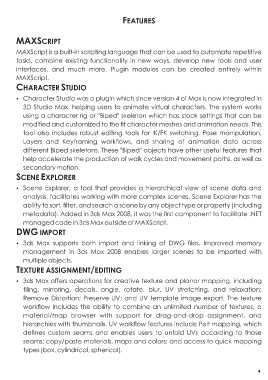 FEATURES
MAXSCRIPT
MAXScript is a built-in scripting language that can be used to automate repetitive
tasks, combine existing functionality in new ways, develop new tools and user
interfaces, and much more. Plugin modules can be created entirely within
MAXScript.
CHARACTER STUDIO
• Character Studio was a plugin which since version 4 of Max is now integrated in
3D Studio Max, helping users to animate virtual characters. The system works
using a character rig or "Biped" skeleton which has stock settings that can be
modified and customized to the fit character meshes and animation needs. This
tool also includes robust editing tools for IK/FK switching, Pose manipulation,
Layers and Keyframing workflows, and sharing of animation data across
different Biped skeletons. These "Biped" objects have other useful features that
help accelerate the production of walk cycles and movement paths, as well as
secondary motion.
SCENE EXPLORER
• Scene Explorer, a tool that provides a hierarchical view of scene data and
analysis, facilitates working with more complex scenes. Scene Explorer has the
ability to sort, filter, and search a scene by any object type or property (including
metadata). Added in 3ds Max 2008, it was the first component to facilitate .NET
managed code in 3ds Max outside of MAXScript.
DWG IMPORT
• 3ds Max supports both import and linking of DWG files. Improved memory
management in 3ds Max 2008 enables larger scenes to be imported with
multiple objects.
TEXTURE ASSIGNMENT/EDITING
• 3ds Max offers operations for creative texture and planar mapping, including
tiling, mirroring, decals, angle, rotate, blur, UV stretching, and relaxation;
Remove Distortion; Preserve UV; and UV template image export. The texture
workflow includes the ability to combine an unlimited number of textures, a
material/map browser with support for drag-and-drop assignment, and
hierarchies with thumbnails. UV workflow features include Pelt mapping, which
defines custom seams and enables users to unfold UVs according to those
seams; copy/paste materials, maps and colors; and access to quick mapping
types (box, cylindrical, spherical).
4